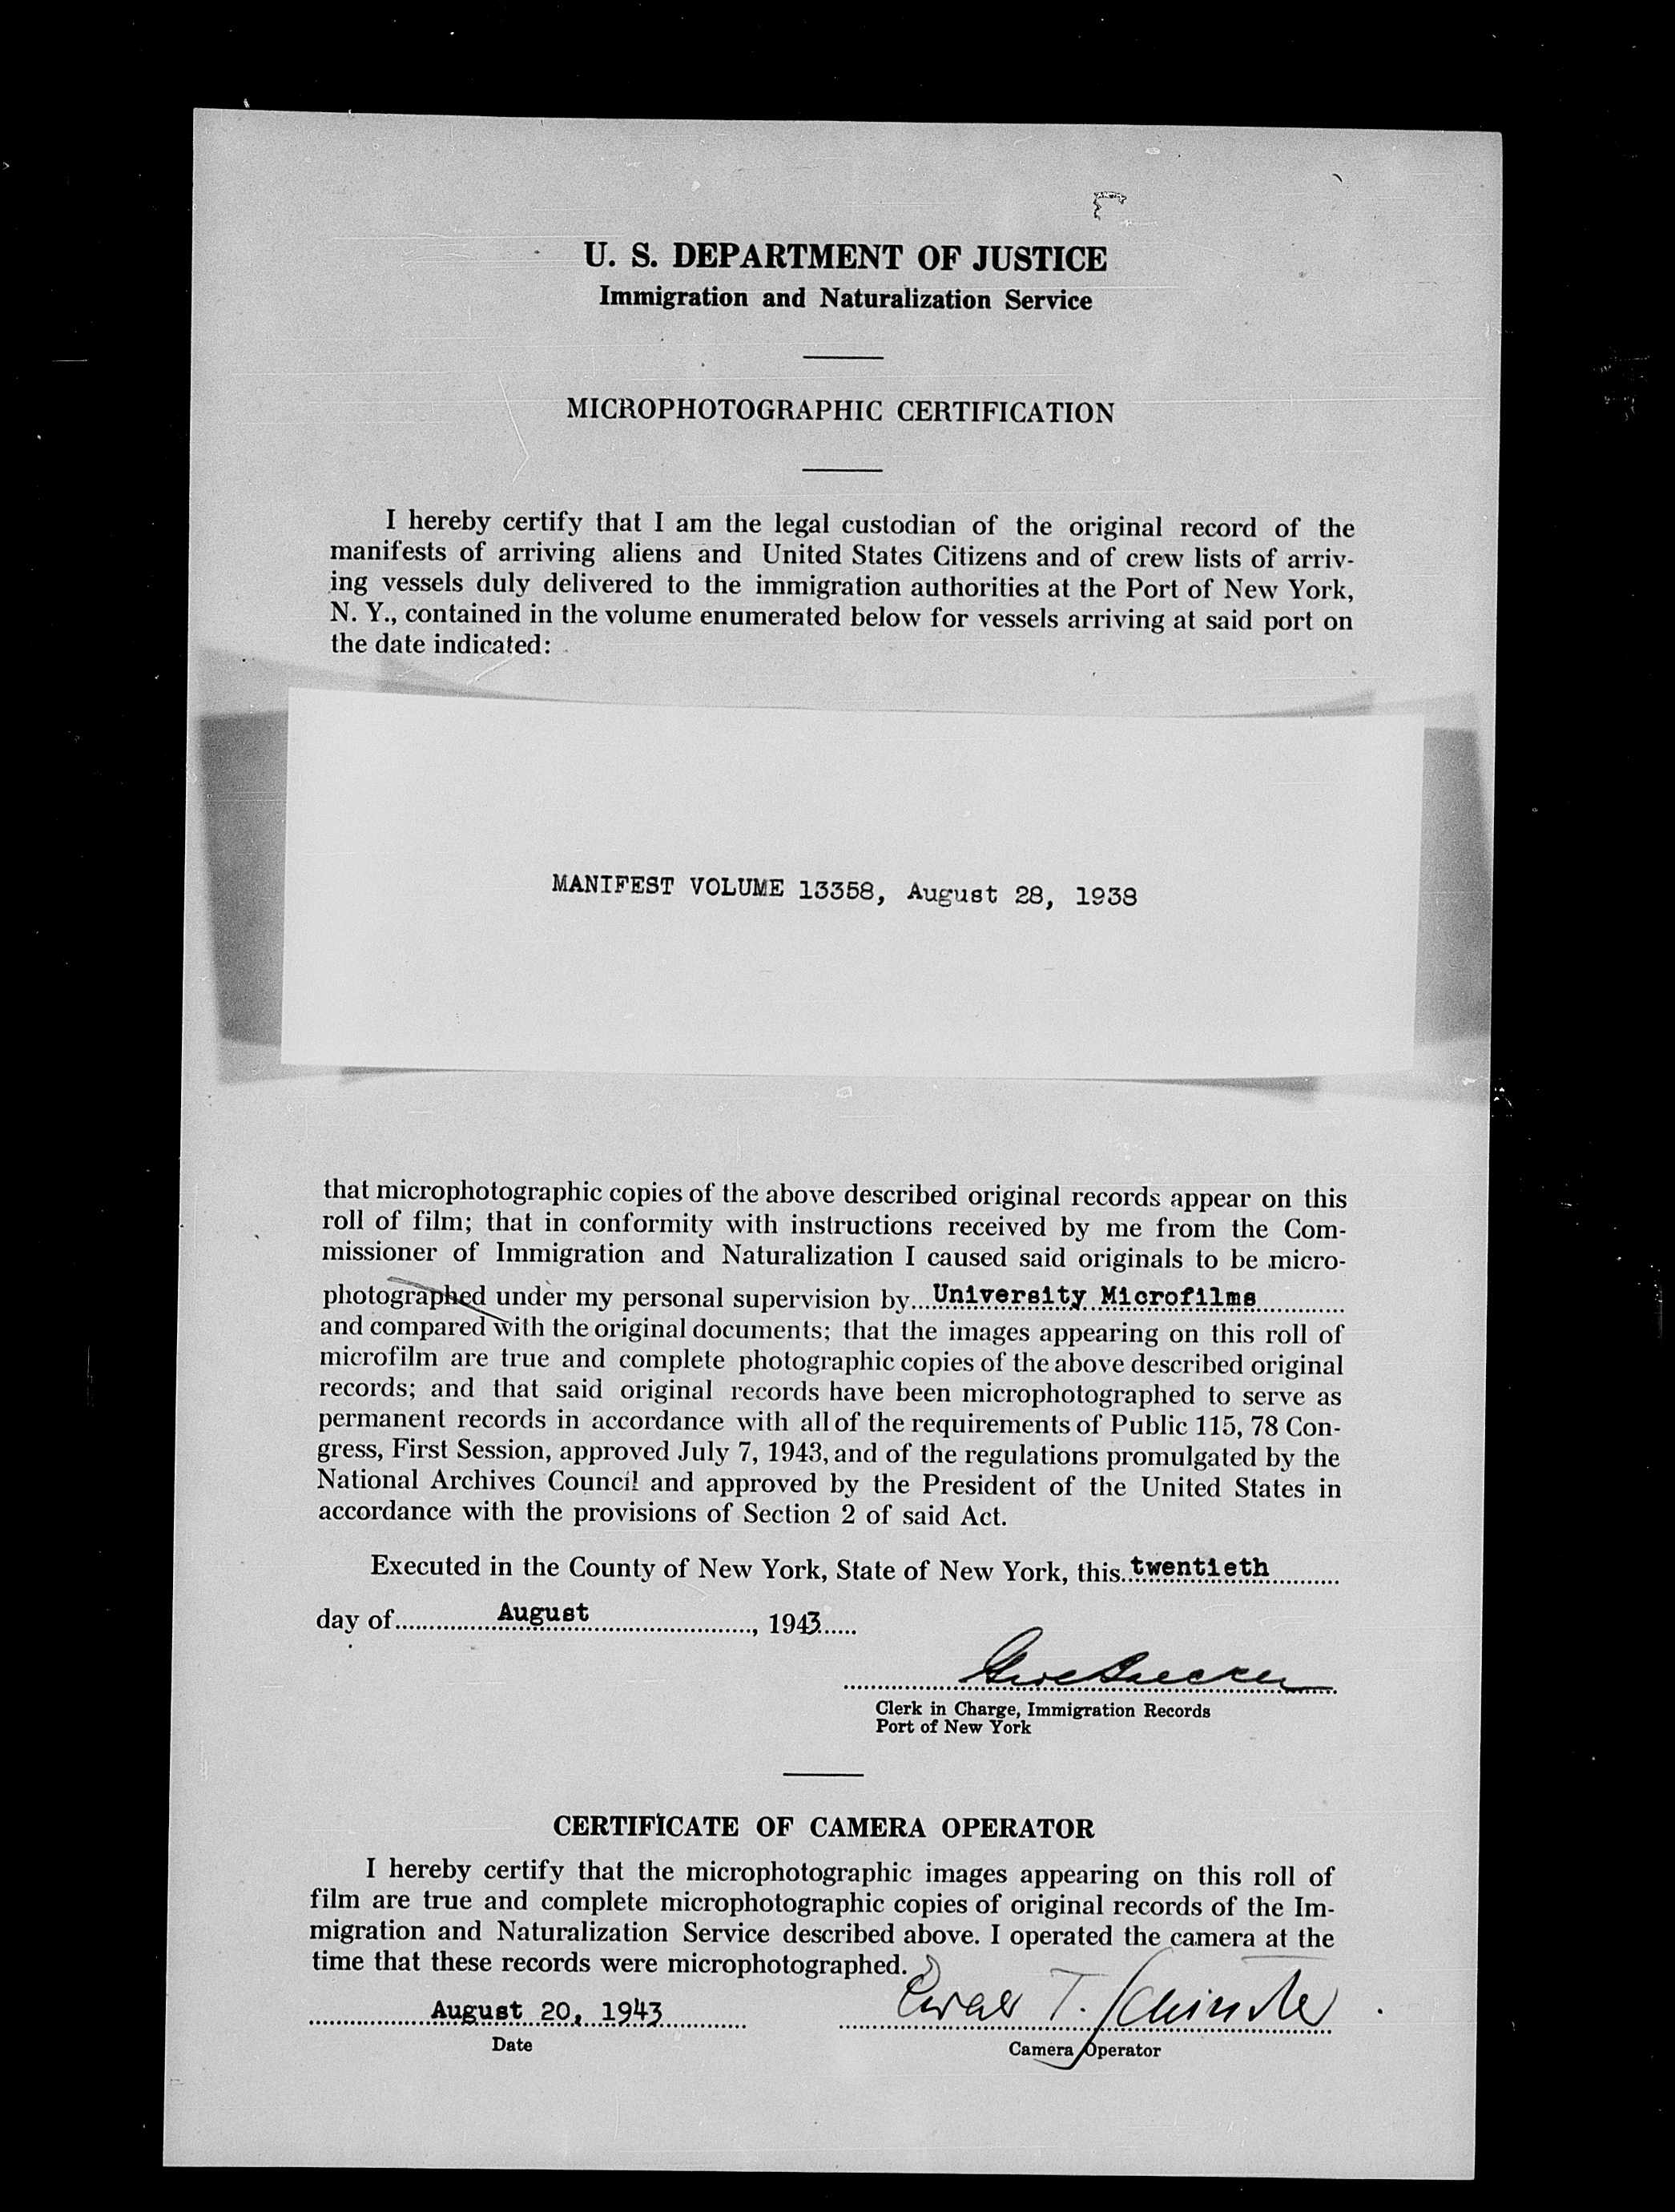 U. S. DEPARTMENT OF JUSTICE
Immigration and Naturalization Service
MICROPHOTOGRAPHIC CERTIFICATION
I hereby certify that I am the legal custodian of the original record of the
manifests of arriving aliens and United States Citizens and of crew lists of arriv-
ing vessels duly delivered to the immigration authorities at the Port of New York,
N. Y., contained in the volume enumerated below for vessels arriving at said port on
the date indicated:
MANIFEST VOLUME 13358, August 28, 1938
that microphotographic copies of the above described original records appear on this
roll of film; that in conformity with instructions received by me from the Com-
missioner of Immigration and Naturalization I caused said originals to be micro-
photographed under my personal supervision by University Microfilms
and compared with the original documents; that the images appearing on this roll of
microfilm are true and complete photographic copies of the above described original
records; and that said original records have been microphotographed to serve as
permanent records in accordance with all of the requirements of Public 115, 78 Con-
gress, First Session, approved July 7, 1943, and of the regulations promulgated by the
National Archives Council and approved by the President of the United States in
accordance with the provisions of Section 2 of said Act.
Executed in the County of New York, State of New York, this twentieth
day of August, 1943
Clerk in Charge, Immigration Records
Port of New York
CERTIFICATE OF CAMERA OPERATOR
I hereby certify that the microphotographic images appearing on this roll of
film are true and complete microphotographic copies of original records of the Im-
migration and Naturalization Service described above. I operated the camera at the
time that these records were microphotographed.
August 20, 1943
T.
Date
Camera Operator